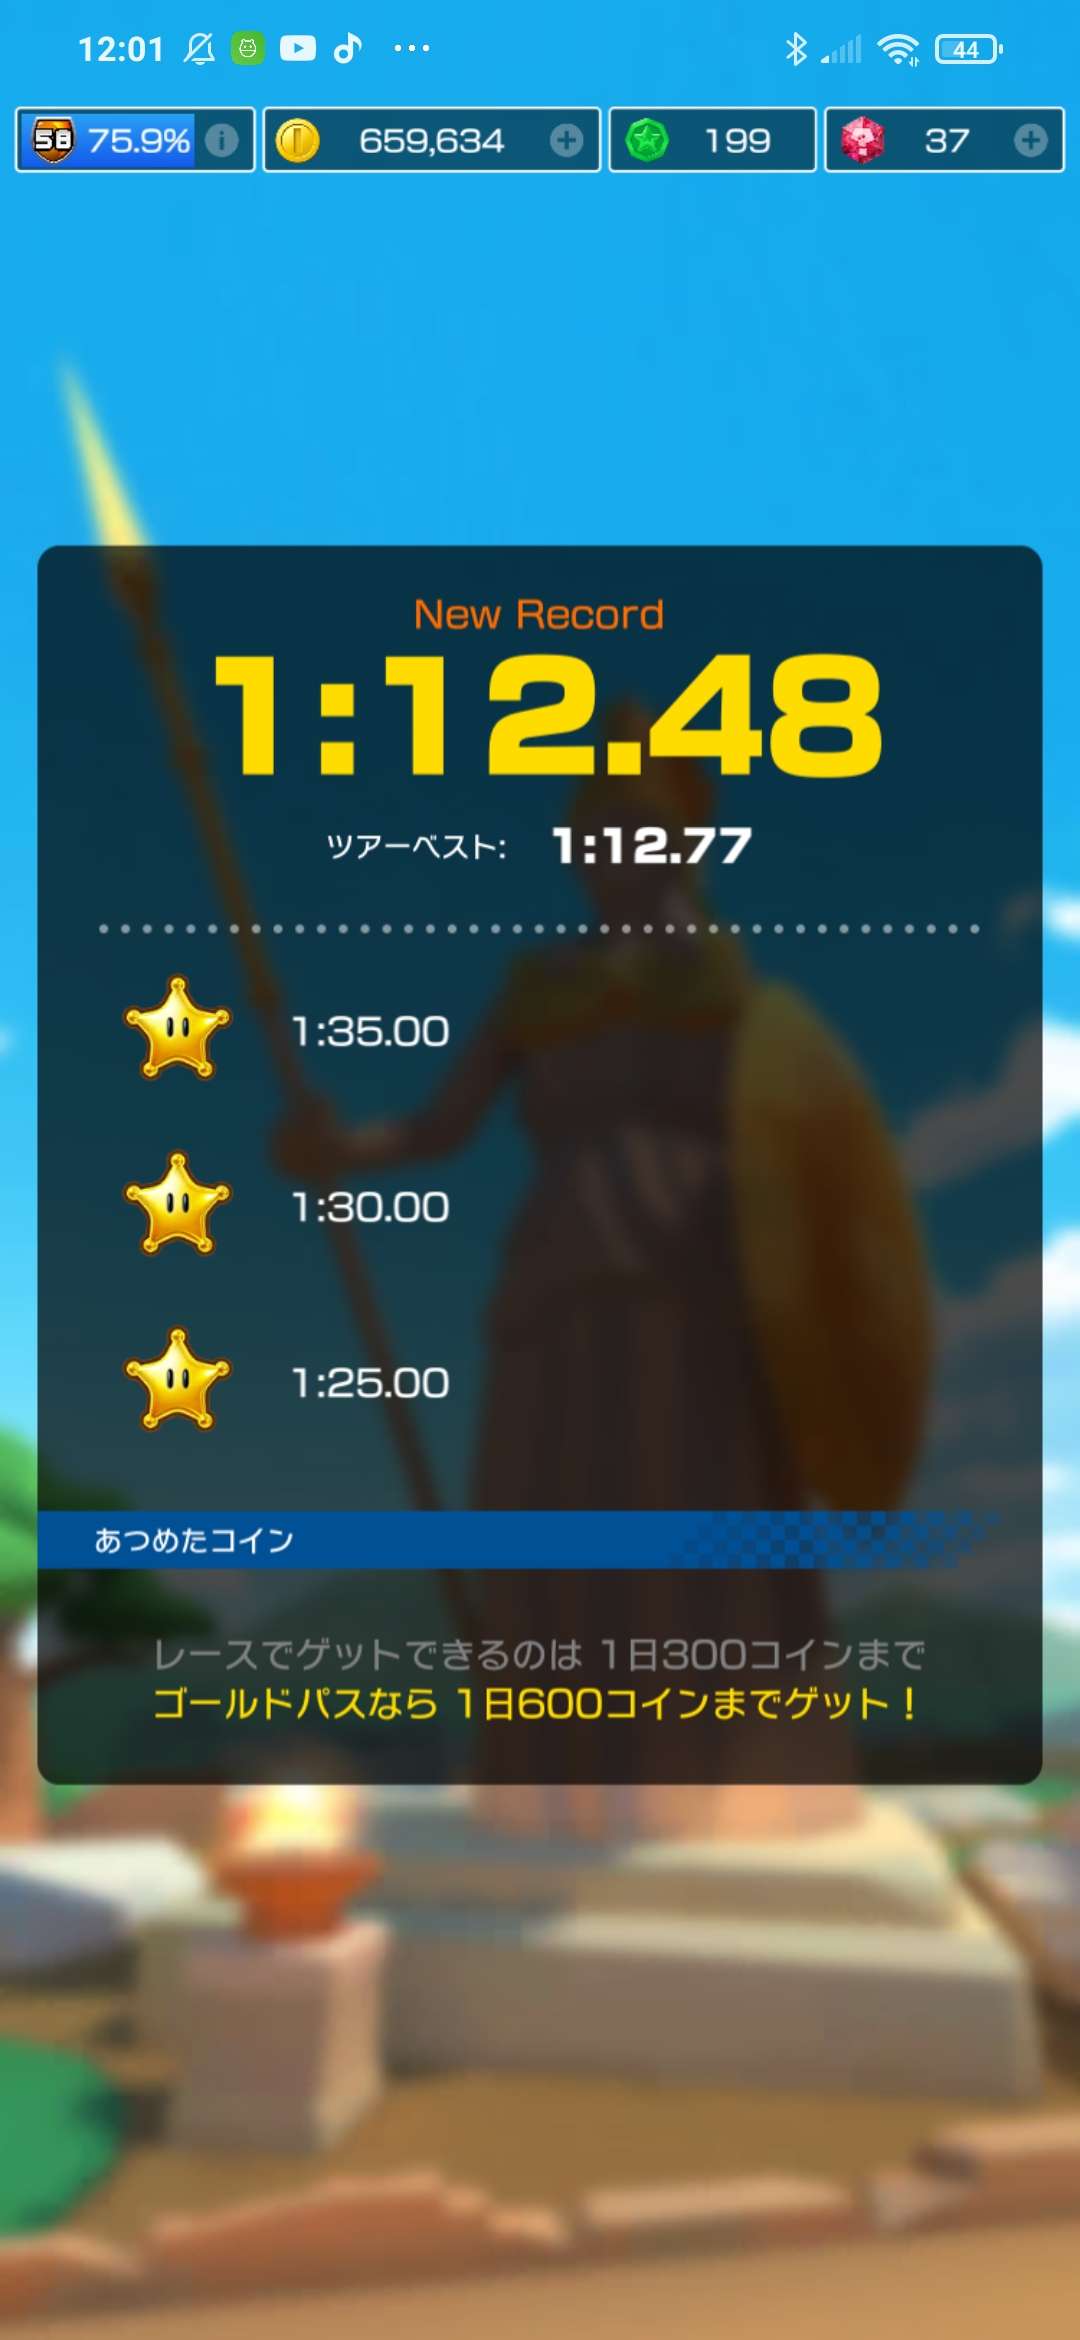 12:01 44
58 75.9% 659,634 199 37
New Record
1:12.48
ツアーベスト: 1:12.77
1:35.00
1:30.00
1:25.00
あつめたコイン
レースでゲットできるのは 1日300コインまで
ゴールドパスなら 1日600コインまでゲット！